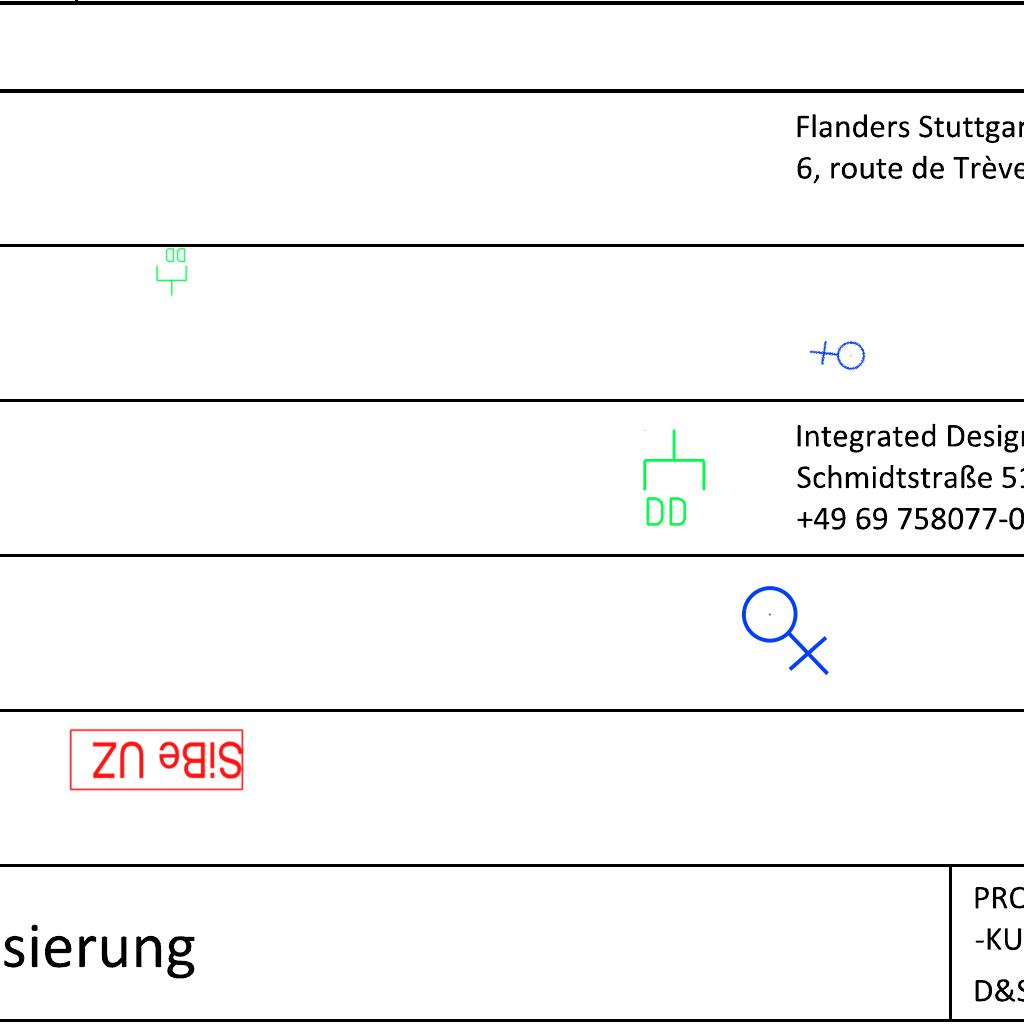 Flanders Stuttgar
6, route de Trève
DD
Integrated Design
Schmidtstraße 51
+49 69 758077-0
DD
SiBe UZ
sierung
PRO
-KU
D&S